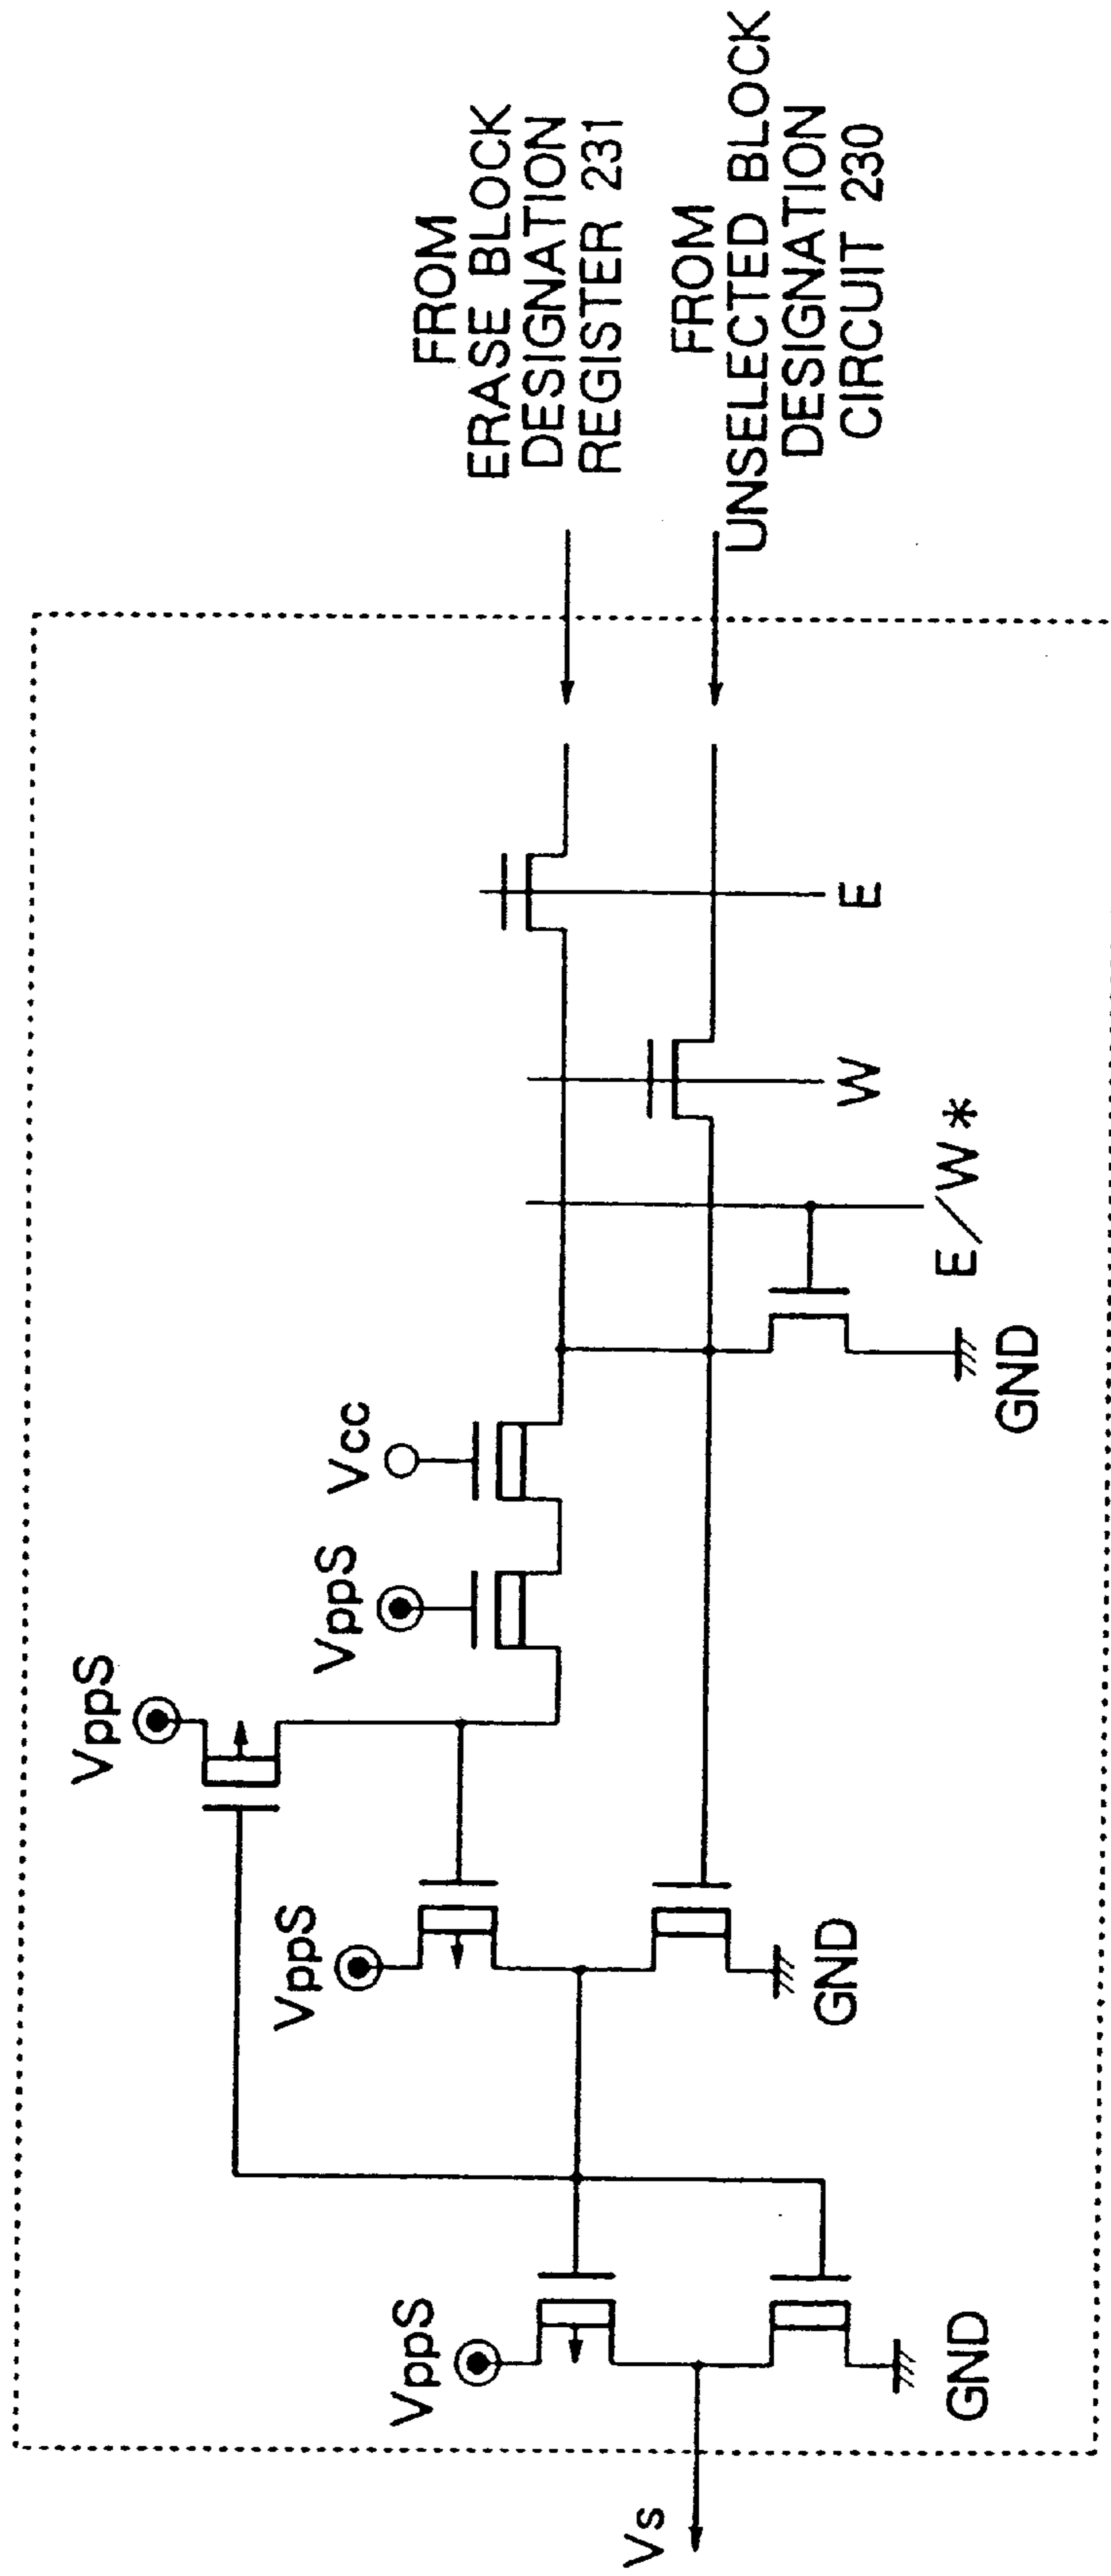 VppS
VppS
VppS
Vcc
VppS
FROM
ERASE BLOCK
DESIGNATION
REGISTER 231
Vs
FROM
UNSELECTED BLOCK
DESIGNATION
CIRCUIT 230
GND
W
E
E/W*
GND
GND